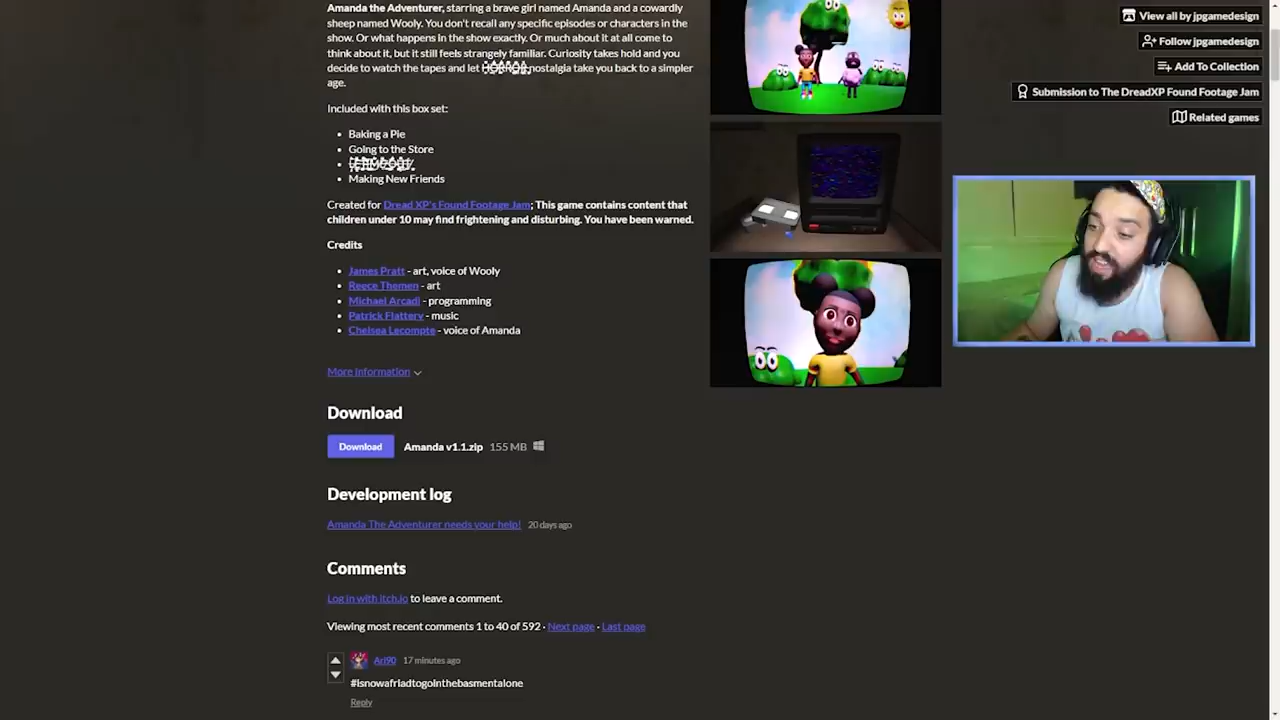 Amanda the Adventurer, starring a brave girl named Amanda and a cowardly
sheep named Wooly. You don't recall any specific episodes or characters in the
show. Or what happens in the show exactly. Or much about it at all come to
think about it, but it still feels strangely familiar. Curiosity takes hold and you
decide to watch the tapes and let nostalgia take you back to a simpler
age.
Included with this box set:
• Baking a Pie
• Going to the Store
• Making New Friends
Created for Dread XP's Found Footage Jam; This game contains content that
children under 10 may find frightening and disturbing. You have been warned.
Credits
• James Pratt - art, voice of Wooly
• Reece Themen - art
• Michael Arcadi - programming
• Patrick Flattery - music
• Chelsea Lecompte - voice of Amanda
More information
Download
Download Amanda v1.1.zip 155 MB
Development log
Amanda The Adventurer needs your help! 20 days ago
Comments
Log in with itch.io to leave a comment.
Viewing most recent comments 1 to 40 of 592 · Next page · Last page
Ari90 17 minutes ago
#isnowafriadtogointhebasmentalone
Reply
View all by jpgamedesign
Follow jpgamedesign
Add To Collection
Submission to The DreadXP Found Footage Jam
Related games